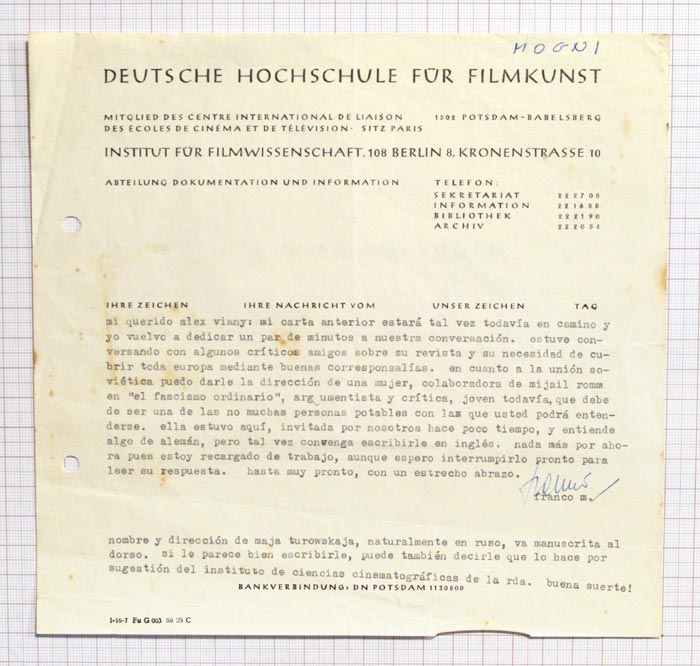 MOGNI
DEUTSCHE HOCHSCHULE FÜR FILMKUNST
MITGLIED DES CENTRE INTERNATIONAL DE LIAISON
DES ÉCOLES DE CINÉMA ET DE TÉLÉVISION · SITZ PARIS
1502 POTSDAM-BABELSBERG
INSTITUT FÜR FILMWISSENSCHAFT, 108 BERLIN 8, KRONENSTRASSE 10
ABTEILUNG DOKUMENTATION UND INFORMATION
TELEFON:
SEKRETARIAT 222708
INFORMATION 221688
BIBLIOTHEK 222190
ARCHIV 222054
IHRE ZEICHEN IHRE NACHRICHT VOM UNSER ZEICHEN TAG
mi querido alex viany: mi carta anterior estará tal vez todavía en camino y
yo vuelvo a dedicar un par de minutos a nuestra conversación. estuve con-
versando con algunos críticos amigos sobre su revista y su necesidad de cu-
brir toda europa mediante buenas corresponsalías. en cuanto a la unión so-
viética puedo darle la dirección de una mujer, colaboradora de mijail romm
en "el fascismo ordinario", argumentista y crítica, joven todavía, que debe
de ser una de las no muchas personas potables con las que usted podrá enten-
derse. ella estuvo aquí, invitada por nosotros hace poco tiempo, y entiende
algo de alemán, pero tal vez convenga escribirle en inglés. nada más por aho-
ra pues estoy recargado de trabajo, aunque espero interrumpirlo pronto para
leer su respuesta. hasta muy pronto, con un estrecho abrazo.
franco m.
nombre y dirección de maja turowskaja, naturalmente en ruso, va manuscrita al
dorso. si le parece bien escribirle, puede también decirle que lo hace por
sugestión del instituto de ciencias cinematográficas de la rda. buena suerte!
BANKVERBINDUNG: DN POTSDAM 1150600
I-16-7 Fu G 003 66 25 C